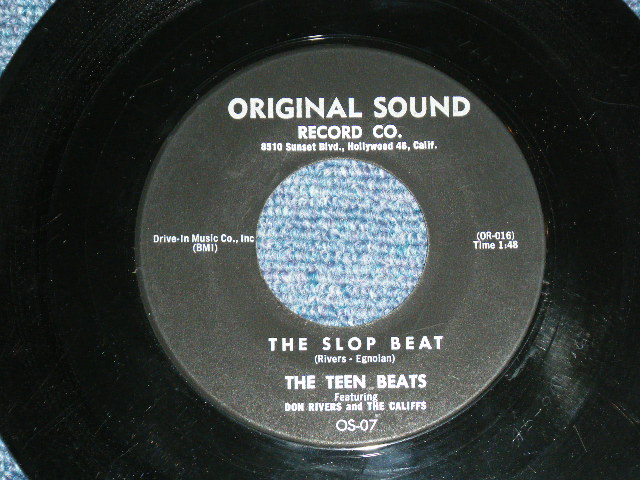 ORIGINAL SOUND
RECORD CO.
8510 Sunset Blvd., Hollywood 46, Calif.
Drive-In Music Co., Inc
(BMI)
(OR-016)
Time 1:48
THE SLOP BEAT
(Rivers - Egnoian)
THE TEEN BEATS
Featuring
DON RIVERS and THE CALIFFS
OS-07